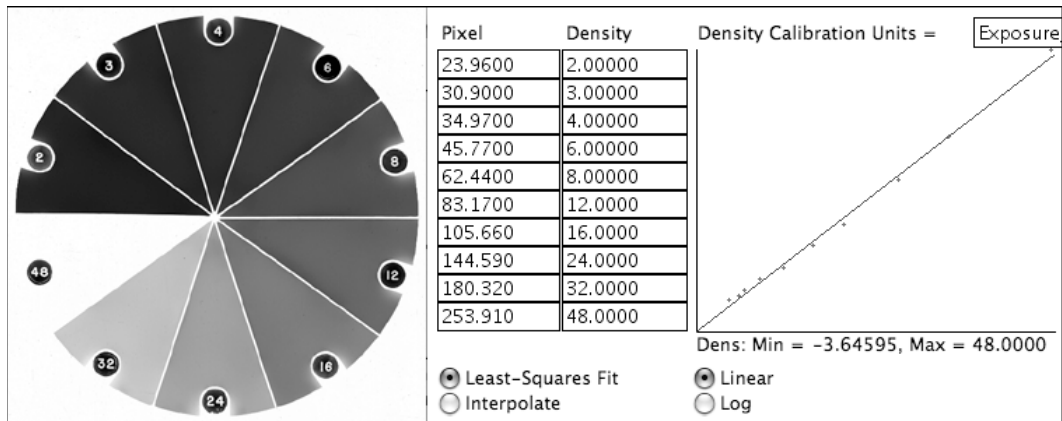 4
3
6
2
8
48
12
32
16
24
Pixel Density
23.9600 2.00000
30.9000 3.00000
34.9700 4.00000
45.7700 6.00000
62.4400 8.00000
83.1700 12.0000
105.660 16.0000
144.590 24.0000
180.320 32.0000
253.910 48.0000
Least-Squares Fit
Interpolate
Density Calibration Units = Exposure
Dens: Min = -3.64595, Max = 48.0000
Linear
Log